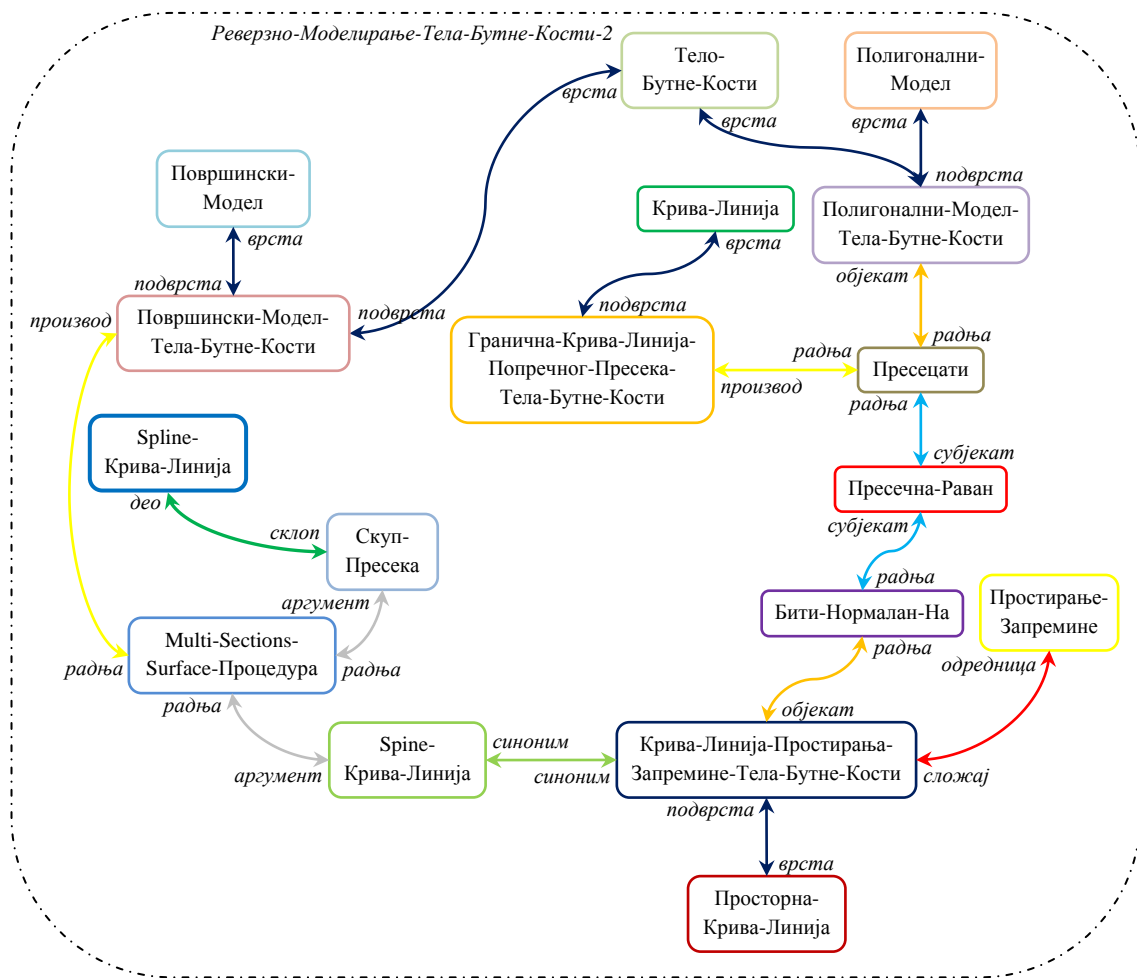 Реверзно-Моделирање-Тела-Бутне-Кости-2
Тело-
Бутне-Кости
врста
врста
Полигонални-
Модел
врста
Површински-
Модел
врста
подврста
Крива-Линија
врста
Полигонални-Модел-
Тела-Бутне-Кости
објекат
подврста
производ
Површински-Модел-
Тела-Бутне-Кости
подврста
подврста
Гранична-Крива-Линија-
Попречног-Пресека-
Тела-Бутне-Кости
производ
радња
радња
Пресецати
радња
Spline-
Крива-Линија
део
субјекат
Пресечна-Раван
субјекат
склоп
Скуп-
Пресека
аргумент
радња
Бити-Нормалан-На
радња
Простирање-
Запремине
одредница
Multi-Sections-
Surface-Процедура
радња
радња
радња
објекат
аргумент
Spine-
Крива-Линија
синоним
синоним
Крива-Линија-Простирања-
Запремине-Тела-Бутне-Кости
сложај
подврста
врста
Просторна-
Крива-Линија